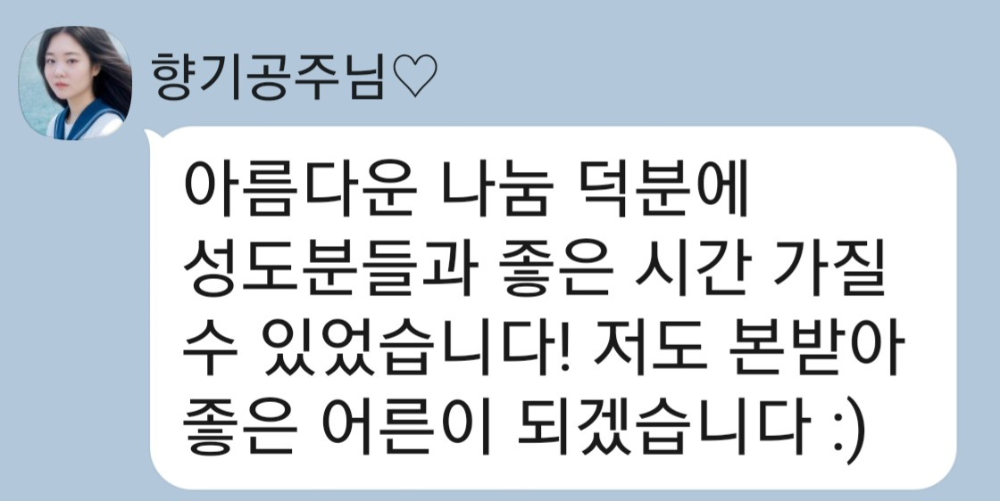 향기공주님♡
아름다운 나눔 덕분에
성도분들과 좋은 시간 가질
수 있었습니다! 저도 본받아
좋은 어른이 되겠습니다 :)